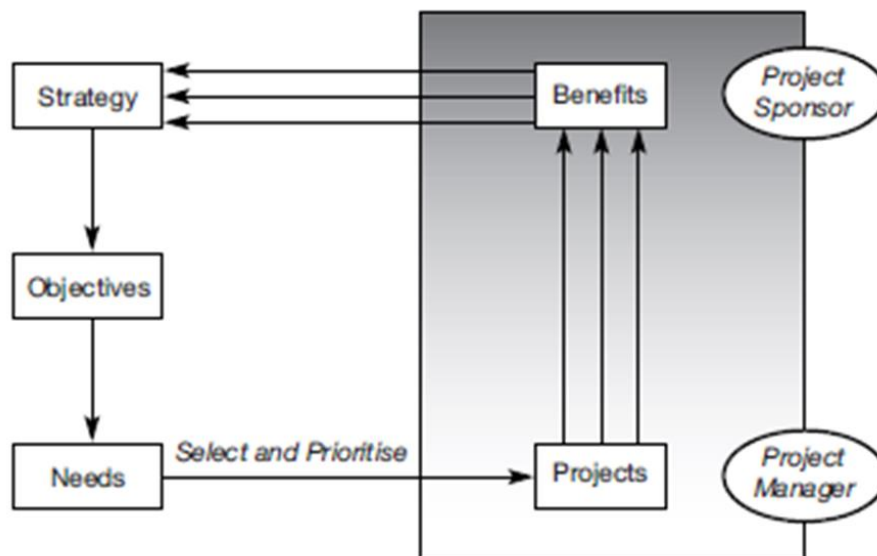 Strategy
Benefits
Project
Sponsor
Objectives
Needs
Select and Prioritise
Projects
Project
Manager